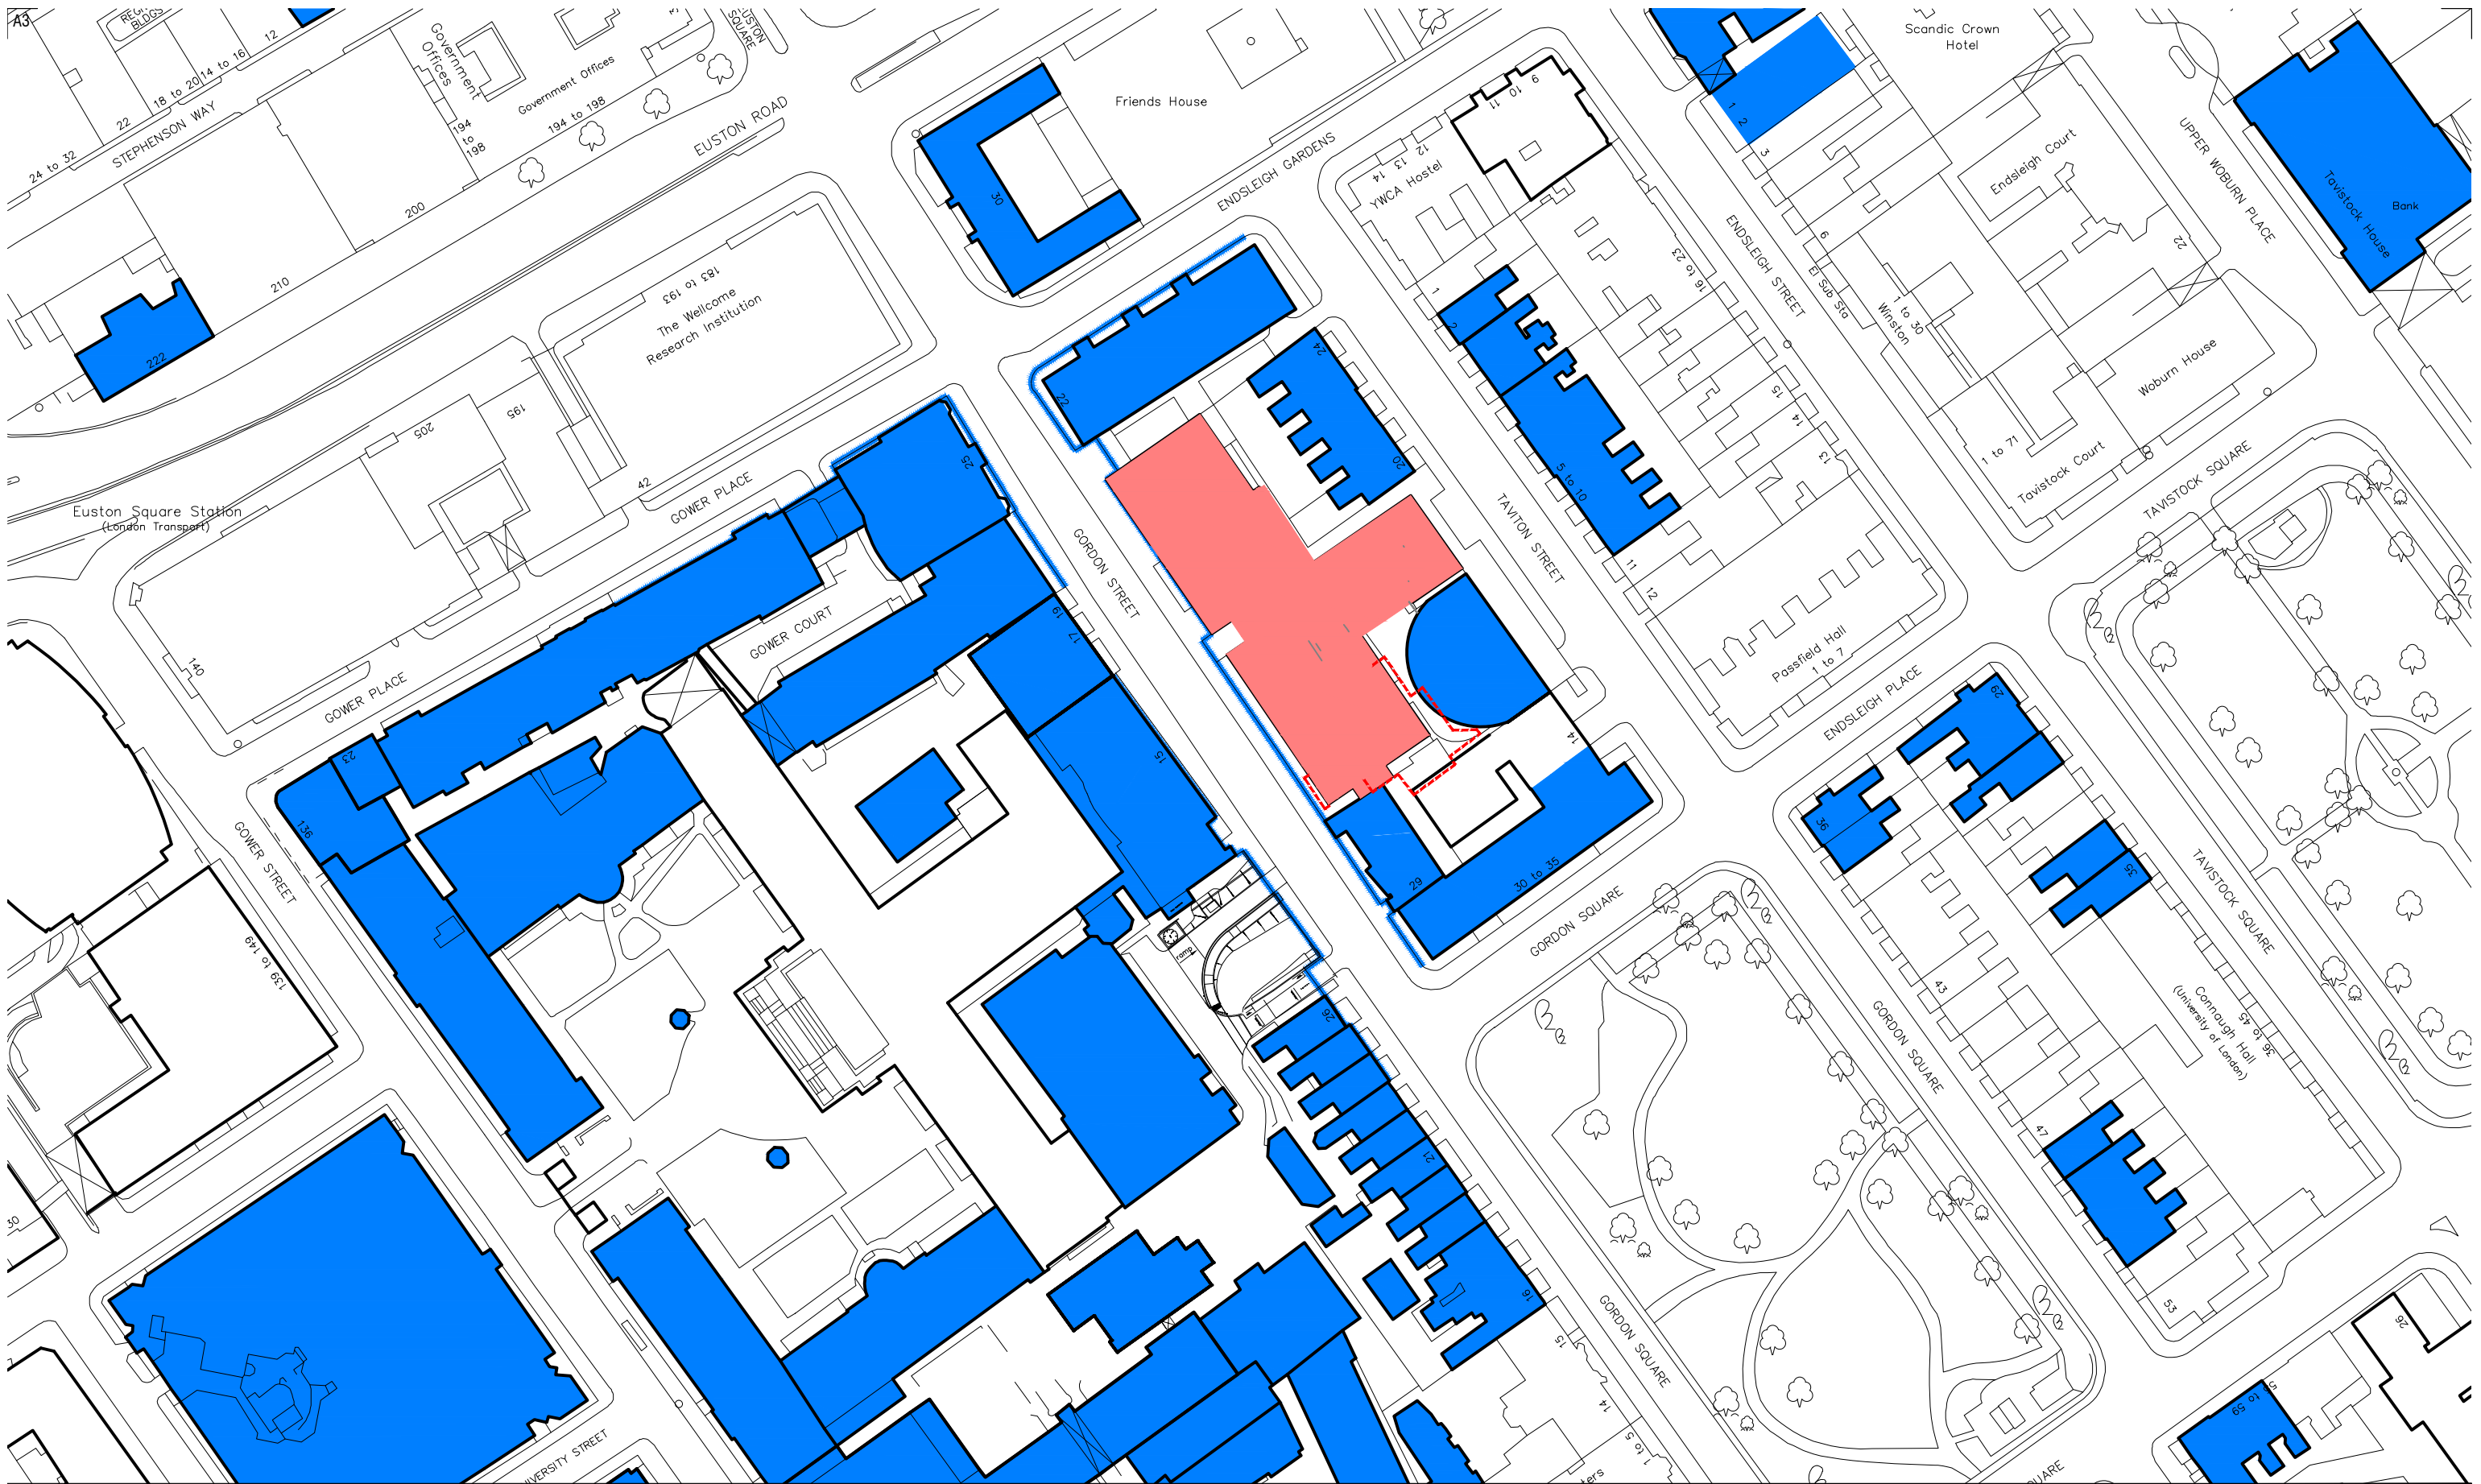 A3
12
14 to 16
18 to 20
22
24 to 32
STEPHENSON WAY
Government
Offices
Government Offices
194
to
198
194 to 198
EUSTON
SQUARE
EUSTON ROAD
200
210
222
Friends House
30
ENDSLEIGH GARDENS
Scandic Crown
Hotel
9
10
11
12
13
14
YWCA Hostel
1
2
3
6
El Sub Sta
ENDSLEIGH STREET
16 to 23
Endsleigh Court
22
UPPER WOBURN PLACE
Tavistock House
Bank
1 to 30
Winston
Woburn House
Tavistock Court
1 to 71
TAVISTOCK SQUARE
183 to 193
The Wellcome
Research Institution
195
205
42
GOWER PLACE
Euston Square Station
(London Transport)
140
GOWER PLACE
GOWER COURT
25
22
24
20
1
2
5 to 10
11
12
15
14
13
TAVITON STREET
GORDON STREET
19
17
15
Passfield Hall
1 to 7
ENDSLEIGH PLACE
14
29
30 to 35
GORDON SQUARE
23
136
GOWER STREET
139 to 149
ramp
26
21
16
15
14
1 to 5
GORDON SQUARE
36
29
35
43
47
53
GORDON SQUARE
TAVISTOCK SQUARE
Connaugh Hall
(University of London)
36 to 45
26
55 to 59
30